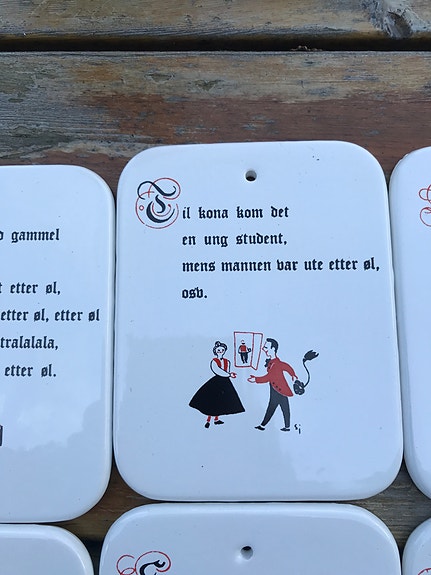 d gammel
t etter øl,
etter øl, etter øl
tralalala,
etter øl.
Til kona kom det
en ung student,
mens mannen var ute etter øl,
osv.